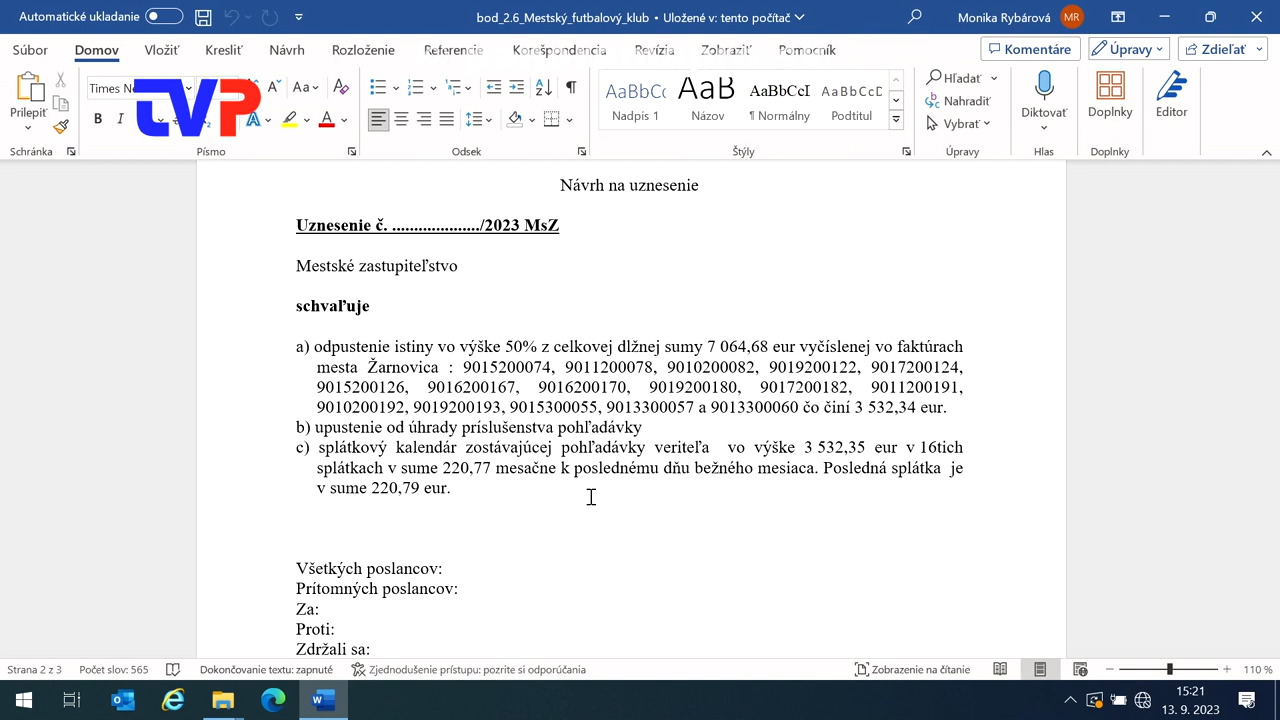 Automatické ukladanie
bod_2.6_Mestský_futbalový_klub • Uložené v: tento počítač
Monika Rybárová MR
Súbor Domov Vložiť Kresliť Návrh Rozloženie Referencie Korešpondencia Revízia Zobraziť Pomocník
Komentáre Úpravy Zdieľať
Prilepiť
Times N
TVP
Aa
B I
AaBbCc AaB AaBbCcI AaBbCcD
Nadpis 1 Názov ¶ Normálny Podtitul
Hľadať
Nahradiť
Vybrať
Diktovať
Doplnky
Editor
Schránka Písmo Odsek Štýly Úpravy Hlas Doplnky
Návrh na uznesenie
Uznesenie č. ..................../2023 MsZ
Mestské zastupiteľstvo
schvaľuje
a) odpustenie istiny vo výške 50% z celkovej dlžnej sumy 7 064,68 eur vyčíslenej vo faktúrach
mesta Žarnovica : 9015200074, 9011200078, 9010200082, 9019200122, 9017200124,
9015200126, 9016200167, 9016200170, 9019200180, 9017200182, 9011200191,
9010200192, 9019200193, 9015300055, 9013300057 a 9013300060 čo činí 3 532,34 eur.
b) upustenie od úhrady príslušenstva pohľadávky
c) splátkový kalendár zostávajúcej pohľadávky veriteľa vo výške 3 532,35 eur v 16tich
splátkach v sume 220,77 mesačne k poslednému dňu bežného mesiaca. Posledná splátka je
v sume 220,79 eur.
Všetkých poslancov:
Prítomných poslancov:
Za:
Proti:
Zdržali sa:
Strana 2 z 3 Počet slov: 565 Dokončovanie textu: zapnuté Zjednodušenie prístupu: pozrite si odporúčania Zobrazenie na čítanie 110 %
15:21
13. 9. 2023